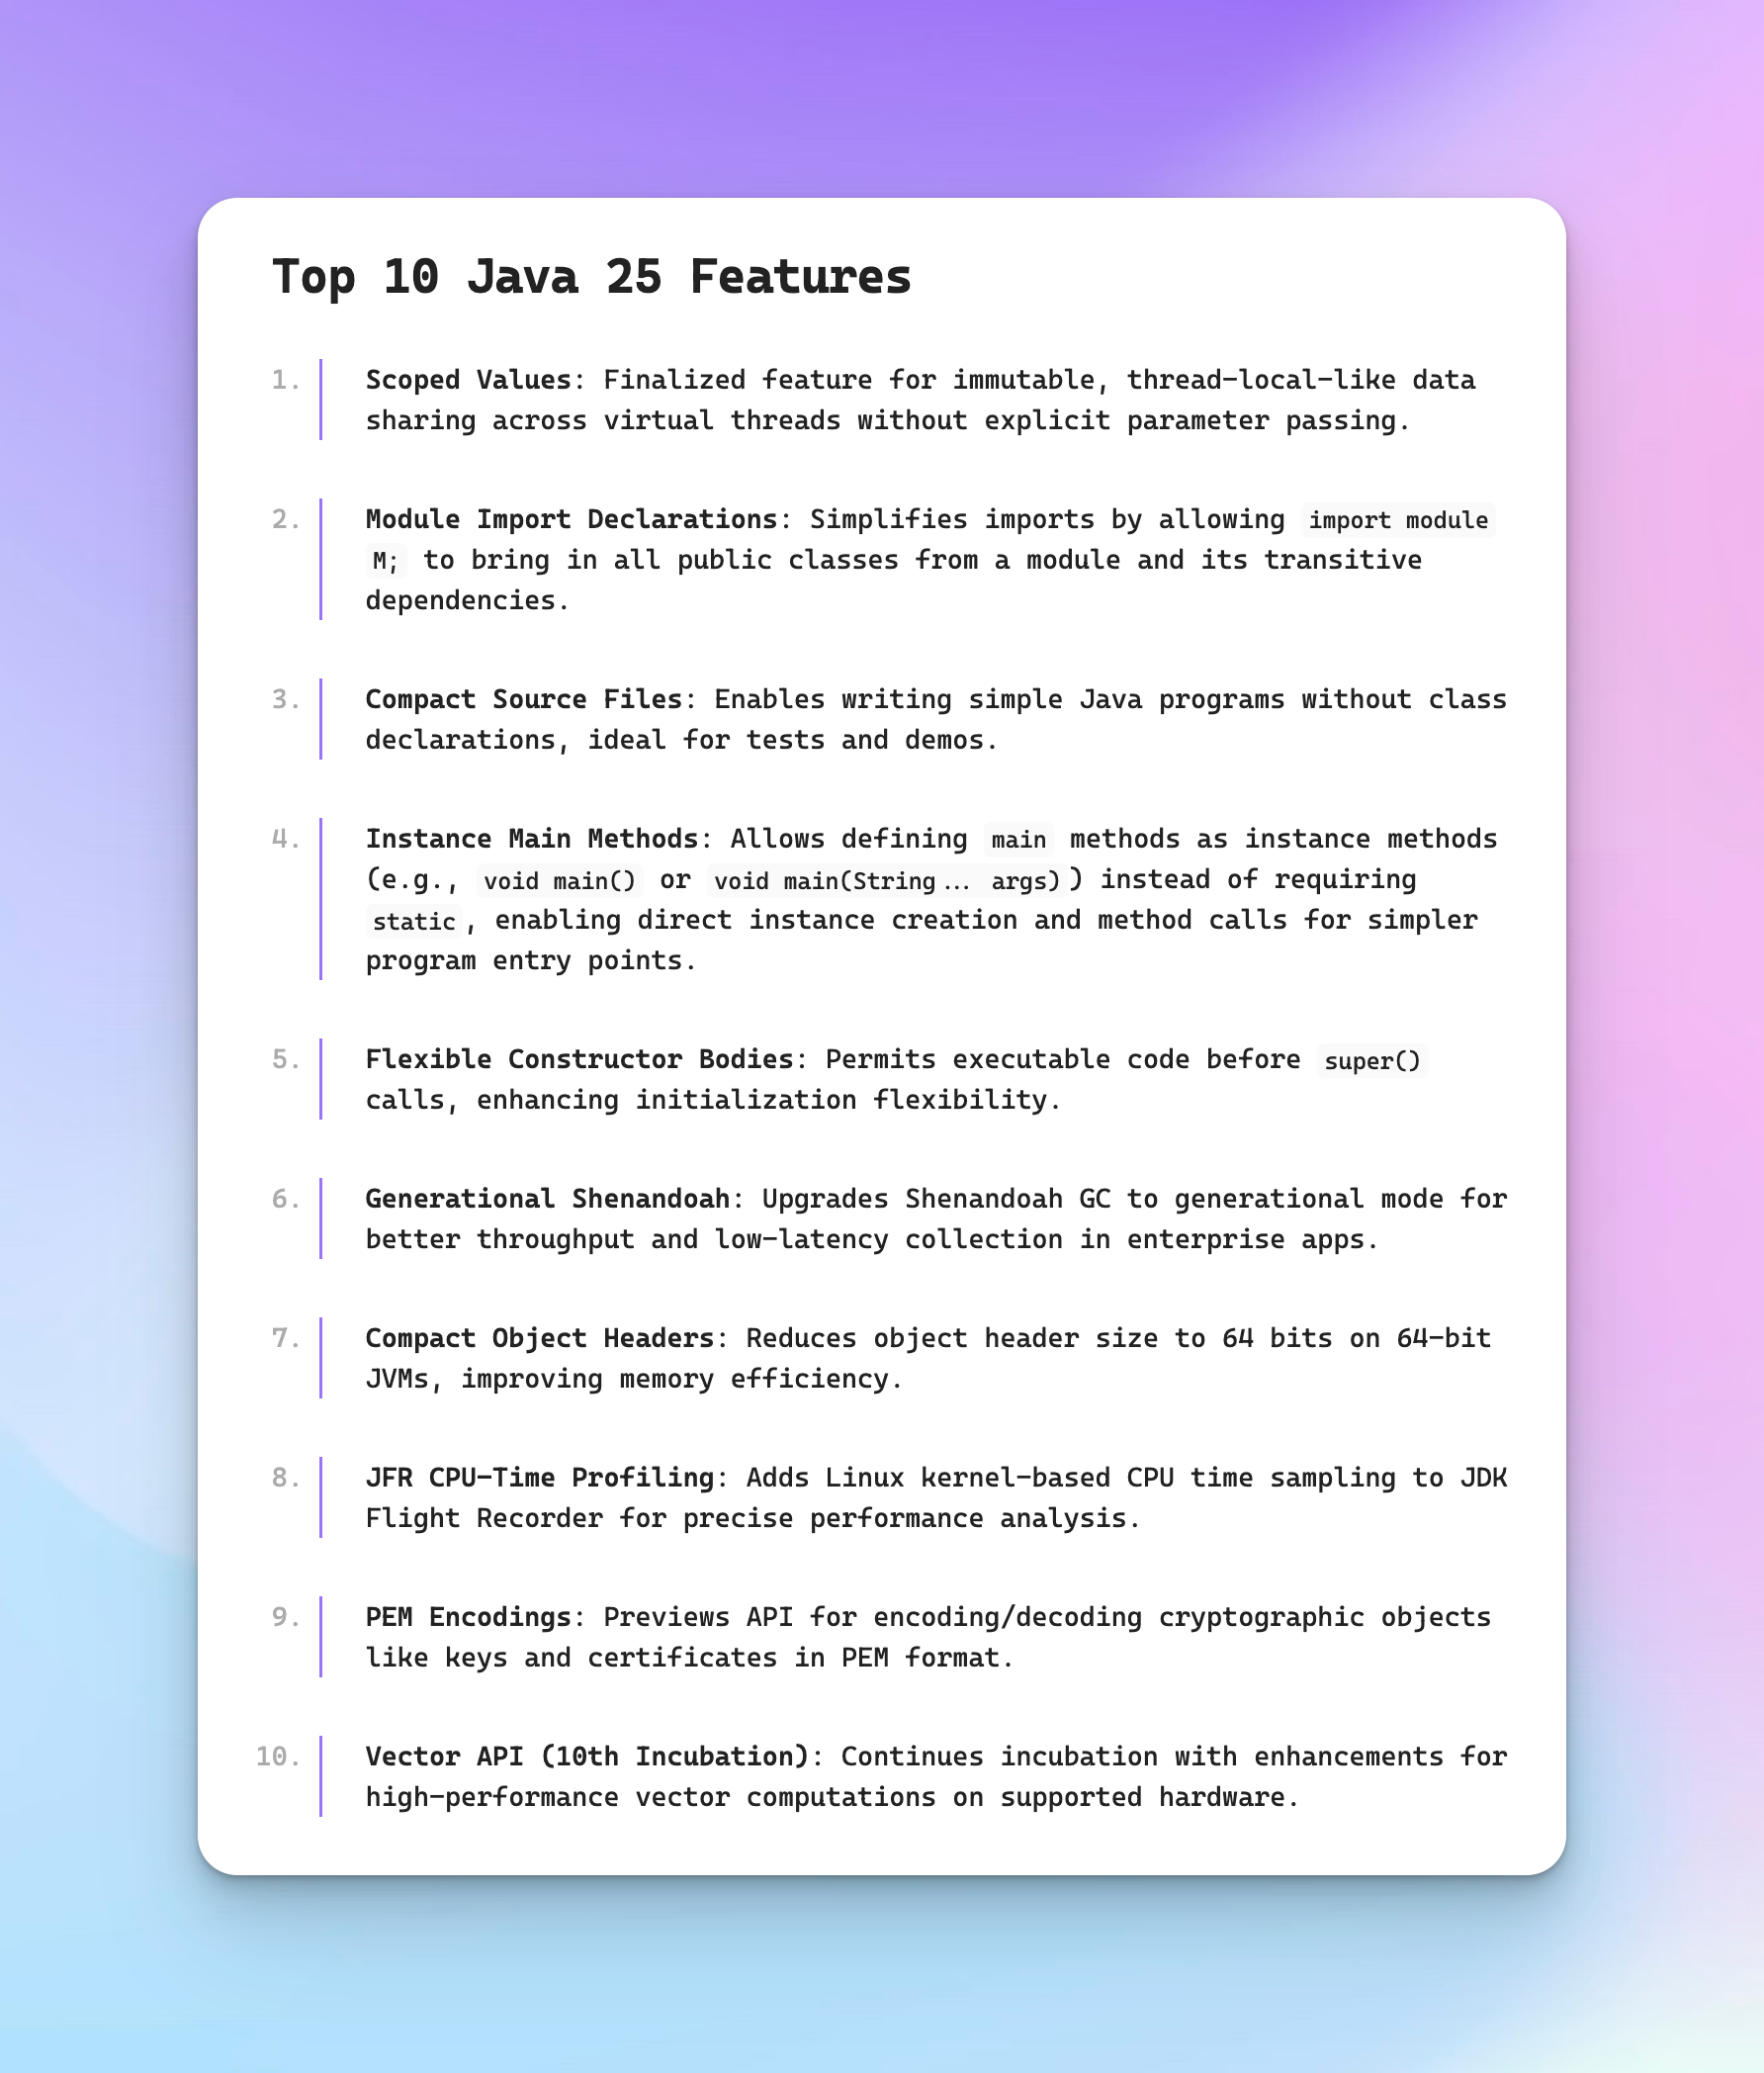 Top 10 Java 25 Features
1. Scoped Values: Finalized feature for immutable, thread-local-like data
sharing across virtual threads without explicit parameter passing.
2. Module Import Declarations: Simplifies imports by allowing import module
M; to bring in all public classes from a module and its transitive
dependencies.
3. Compact Source Files: Enables writing simple Java programs without class
declarations, ideal for tests and demos.
4. Instance Main Methods: Allows defining main methods as instance methods
(e.g., void main() or void main(String... args)) instead of requiring
static, enabling direct instance creation and method calls for simpler
program entry points.
5. Flexible Constructor Bodies: Permits executable code before super()
calls, enhancing initialization flexibility.
6. Generational Shenandoah: Upgrades Shenandoah GC to generational mode for
better throughput and low-latency collection in enterprise apps.
7. Compact Object Headers: Reduces object header size to 64 bits on 64-bit
JVMs, improving memory efficiency.
8. JFR CPU-Time Profiling: Adds Linux kernel-based CPU time sampling to JDK
Flight Recorder for precise performance analysis.
9. PEM Encodings: Previews API for encoding/decoding cryptographic objects
like keys and certificates in PEM format.
10. Vector API (10th Incubation): Continues incubation with enhancements for
high-performance vector computations on supported hardware.